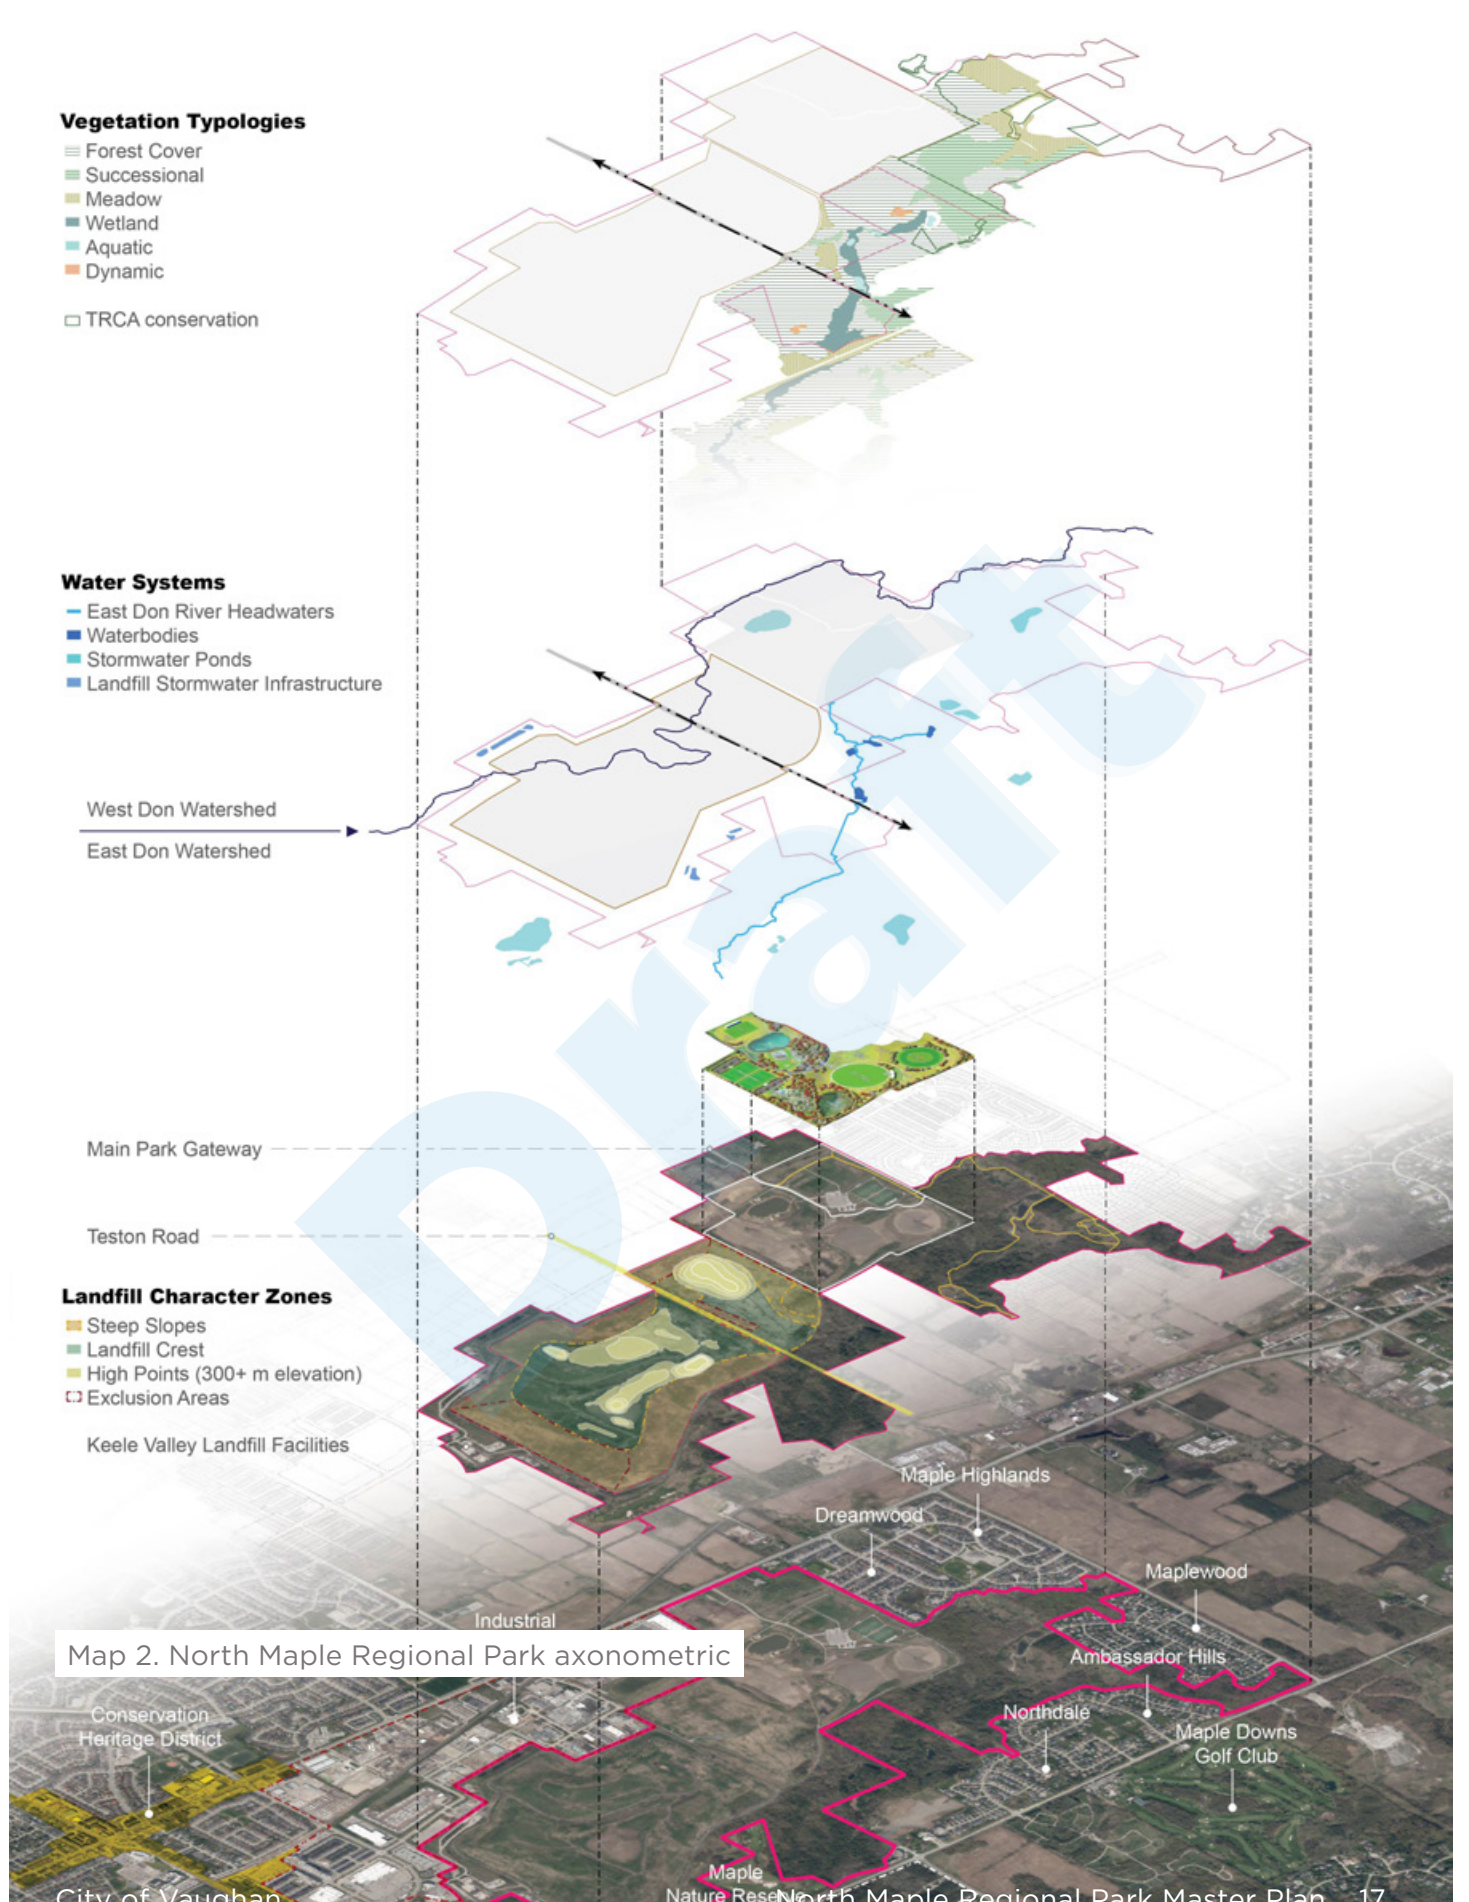 Vegetation Typologies
Forest Cover
Successional
Meadow
Wetland
Aquatic
Dynamic
TRCA conservation
Water Systems
East Don River Headwaters
Waterbodies
Stormwater Ponds
Landfill Stormwater Infrastructure
West Don Watershed
East Don Watershed
Draft
Main Park Gateway
Teston Road
Landfill Character Zones
Steep Slopes
Landfill Crest
High Points (300+ m elevation)
Exclusion Areas
Keele Valley Landfill Facilities
Maple Highlands
Dreamwood
Maplewood
Industrial
Map 2. North Maple Regional Park axonometric
Ambassador Hills
Conservation
Heritage District
Northdale
Maple Downs
Golf Club
Maple
Nature Reserve
City of Vaughan
North Maple Regional Park Master Plan 17